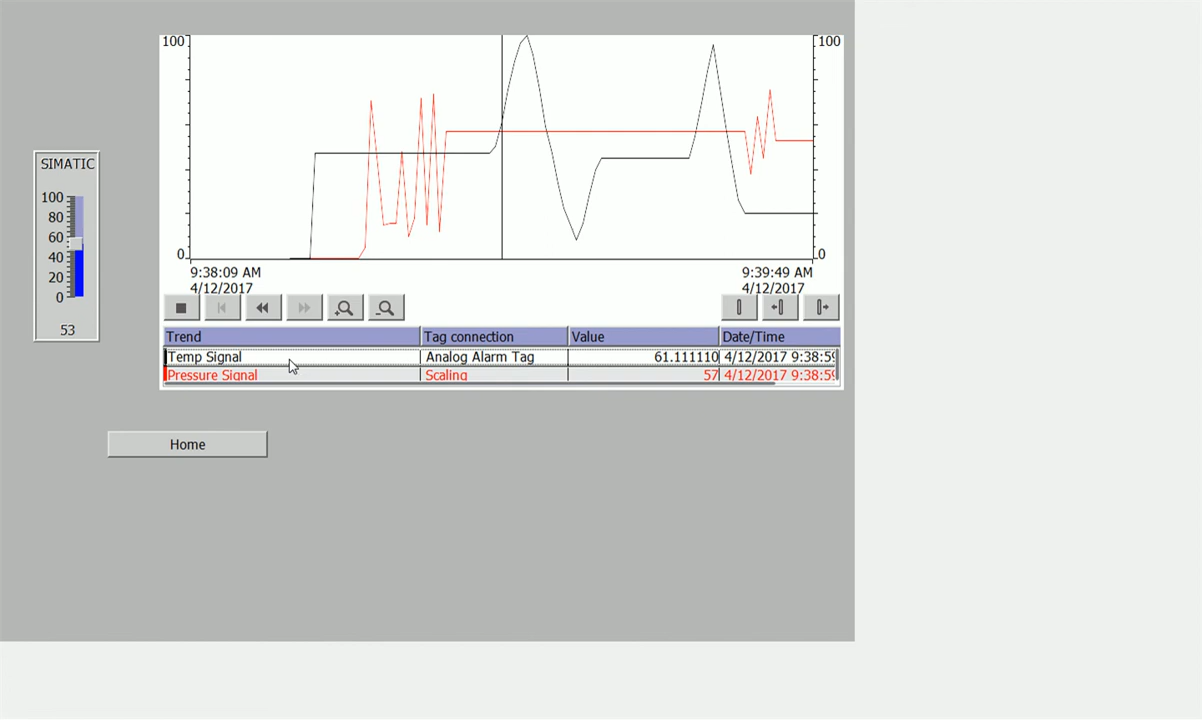 100
100
SIMATIC
100
80
60
40
20
0
53
0
0
9:38:09 AM
4/12/2017
9:39:49 AM
4/12/2017
Trend Tag connection Value Date/Time
Temp Signal Analog Alarm Tag 61.111110 4/12/2017 9:38:59
Pressure Signal Scaling 57 4/12/2017 9:38:59
Home